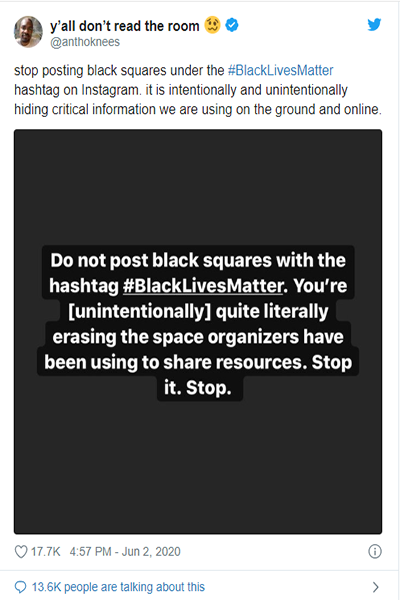 y'all don't read the room 🥴
@anthoknees
stop posting black squares under the #BlackLivesMatter
hashtag on Instagram. it is intentionally and unintentionally
hiding critical information we are using on the ground and online.
Do not post black squares with the
hashtag #BlackLivesMatter. You're
[unintentionally] quite literally
erasing the space organizers have
been using to share resources. Stop
it. Stop.
17.7K 4:57 PM - Jun 2, 2020
13.6K people are talking about this